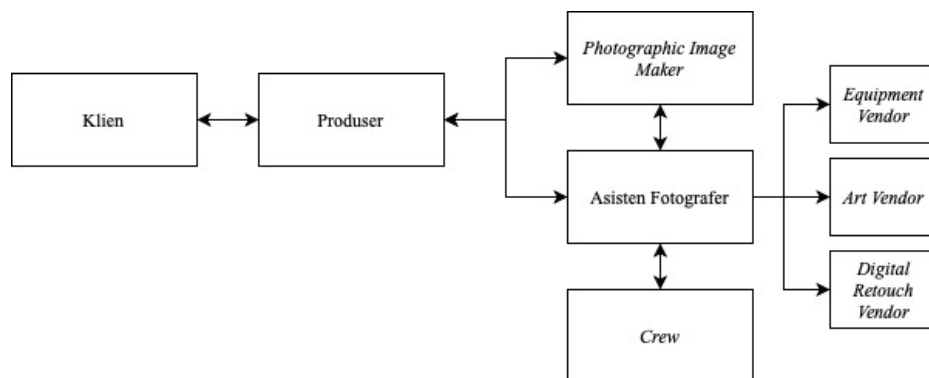 Klien
Produser
Photographic Image
Maker
Asisten Fotografer
Crew
Equipment
Vendor
Art Vendor
Digital
Retouch
Vendor